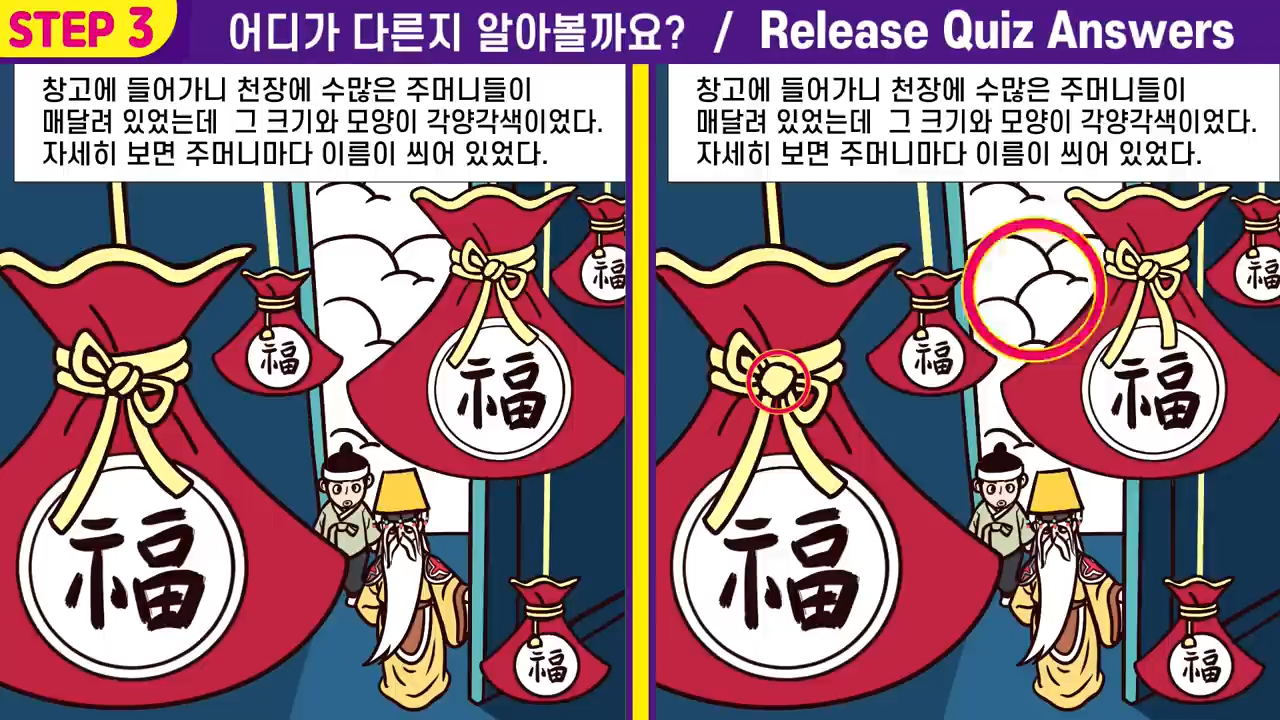 STEP 3
어디가 다른지 알아볼까요? / Release Quiz Answers
창고에 들어가니 천장에 수많은 주머니들이
매달려 있었는데 그 크기와 모양이 각양각색이었다.
자세히 보면 주머니마다 이름이 씌어 있었다.
창고에 들어가니 천장에 수많은 주머니들이
매달려 있었는데 그 크기와 모양이 각양각색이었다.
자세히 보면 주머니마다 이름이 씌어 있었다.
福
福
福
福
福
福
福
福
福
福